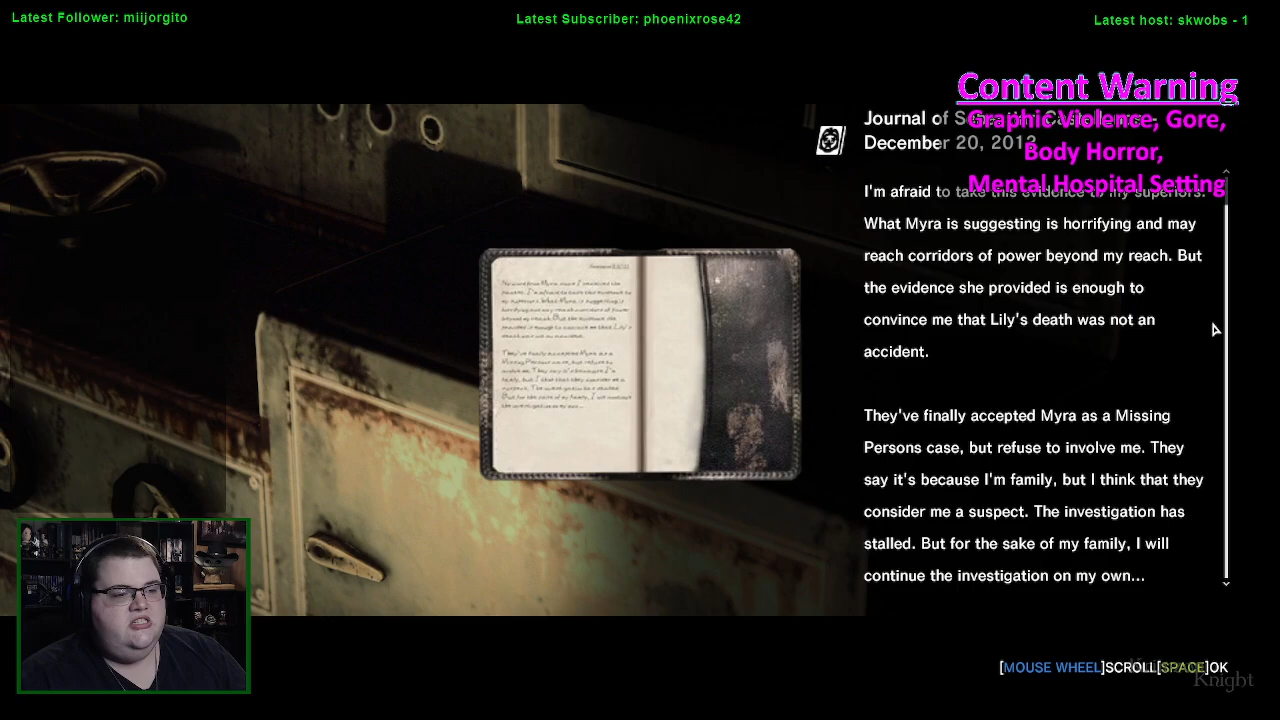 Latest Follower: miijorgito
Latest Subscriber: phoenixrose42
Latest host: skwobs - 1
Content Warning
Graphic Violence, Gore,
Body Horror,
Mental Hospital Setting
Journal of
December 20, 2012
I'm afraid to take this evidence to my superiors.
What Myra is suggesting is horrifying and may
reach corridors of power beyond my reach. But
the evidence she provided is enough to
convince me that Lily's death was not an
accident.
They've finally accepted Myra as a Missing
Persons case, but refuse to involve me. They
say it's because I'm family, but I think that they
consider me a suspect. The investigation has
stalled. But for the sake of my family, I will
continue the investigation on my own...
[MOUSE WHEEL]SCROLL[SPACE]OK
Knight